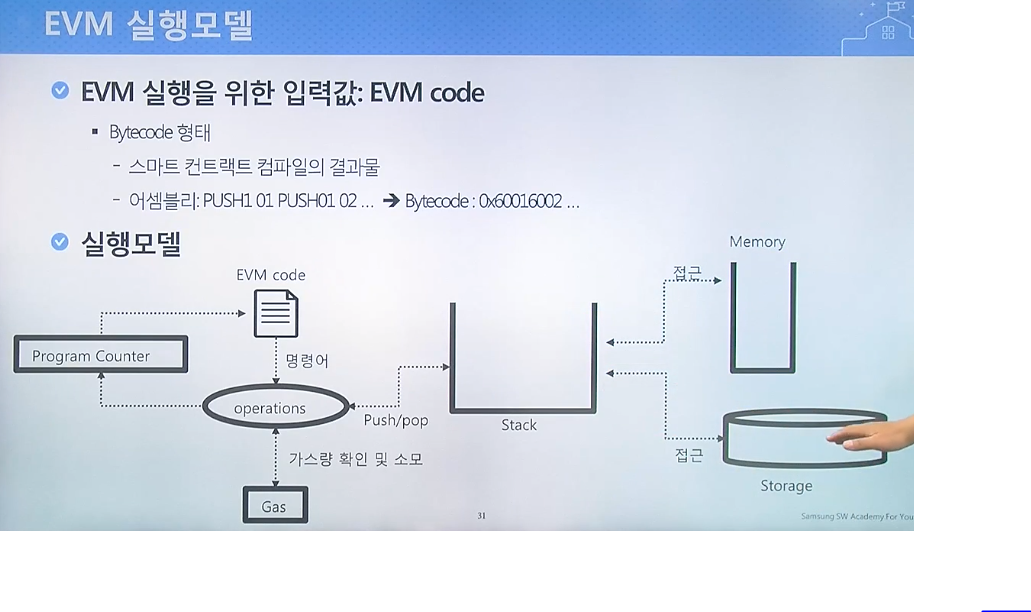 EVM 실행모델
EVM 실행을 위한 입력값: EVM code
Bytecode 형태
- 스마트 컨트랙트 컴파일의 결과물
- 어셈블리: PUSH1 01 PUSH01 02 ... ➔ Bytecode : 0x60016002 ...
실행모델
Memory
EVM code
접근
Program Counter
명령어
operations
Push/pop
Stack
가스량 확인 및 소모
접근
Gas
Storage
31
Samsung SW Academy For You